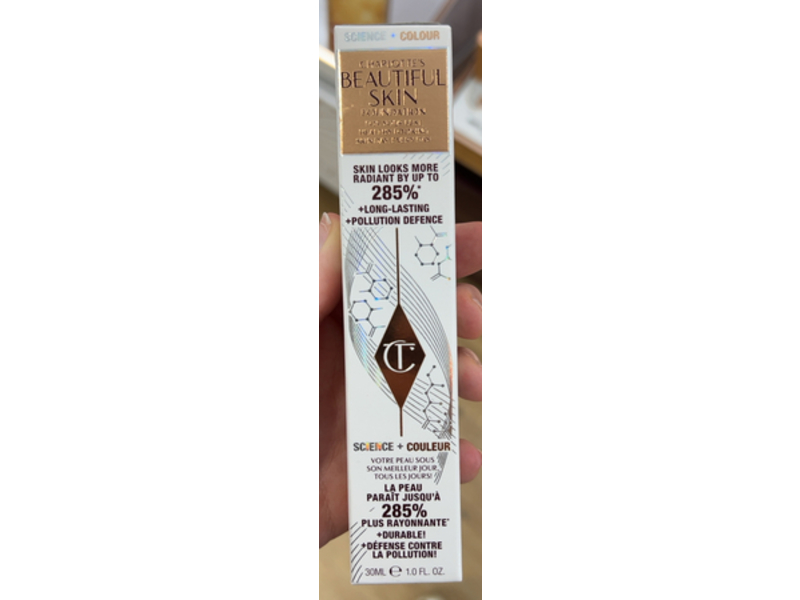 SCIENCE + COLOUR
CHARLOTTE'S
BEAUTIFUL
SKIN
FOUNDATION
SKIN LOOKS MORE
RADIANT BY UP TO
285%*
+LONG-LASTING
+POLLUTION DEFENCE
CT
SCIENCE + COULEUR
VOTRE PEAU SOUS
SON MEILLEUR JOUR,
TOUS LES JOURS!
LA PEAU
PARAÎT JUSQU'À
285%
PLUS RAYONNANTE*
+DURABLE!
+DÉFENSE CONTRE
LA POLLUTION!
30ML ℮ 1.0 FL. OZ.